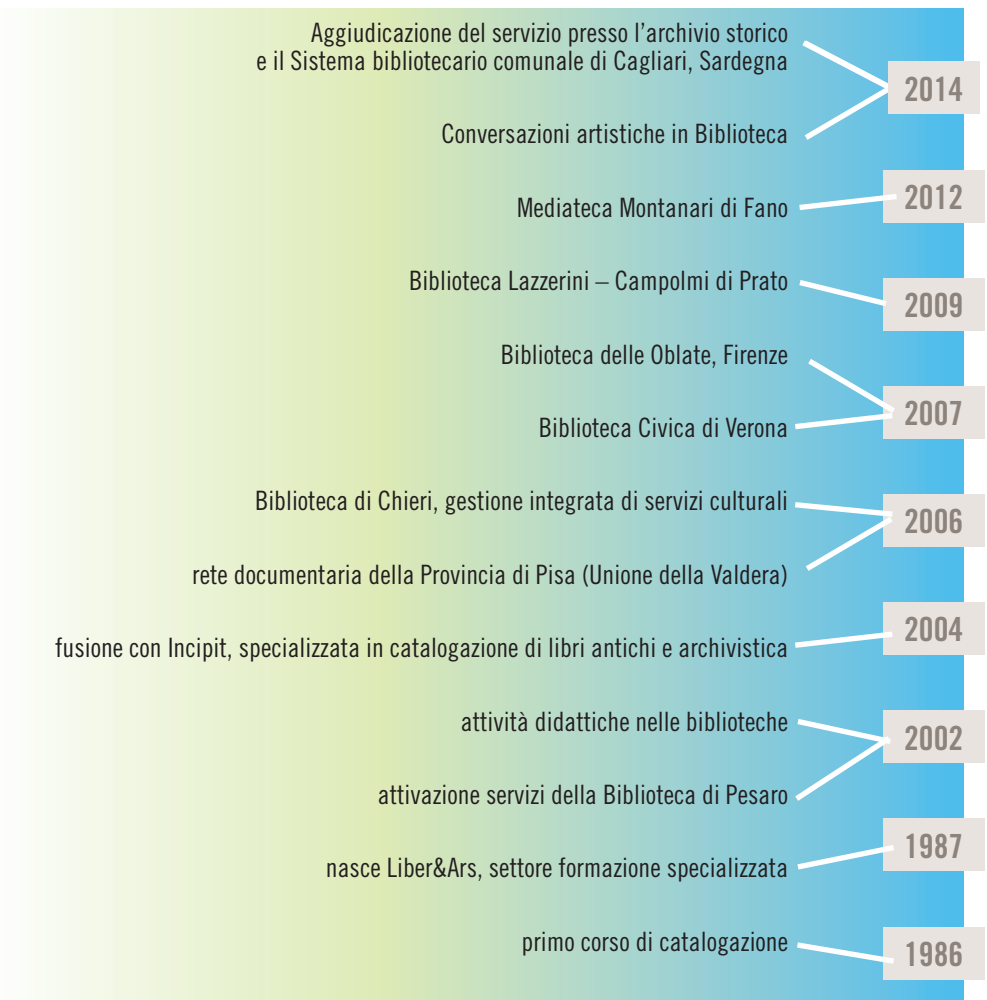 Aggiudicazione del servizio presso l'archivio storico
e il Sistema bibliotecario comunale di Cagliari, Sardegna
2014
Conversazioni artistiche in Biblioteca
Mediateca Montanari di Fano
2012
Biblioteca Lazzerini – Campolmi di Prato
2009
Biblioteca delle Oblate, Firenze
2007
Biblioteca Civica di Verona
Biblioteca di Chieri, gestione integrata di servizi culturali
2006
rete documentaria della Provincia di Pisa (Unione della Valdera)
fusione con Incipit, specializzata in catalogazione di libri antichi e archivistica
2004
attività didattiche nelle biblioteche
2002
attivazione servizi della Biblioteca di Pesaro
nasce Liber&Ars, settore formazione specializzata
1987
primo corso di catalogazione
1986